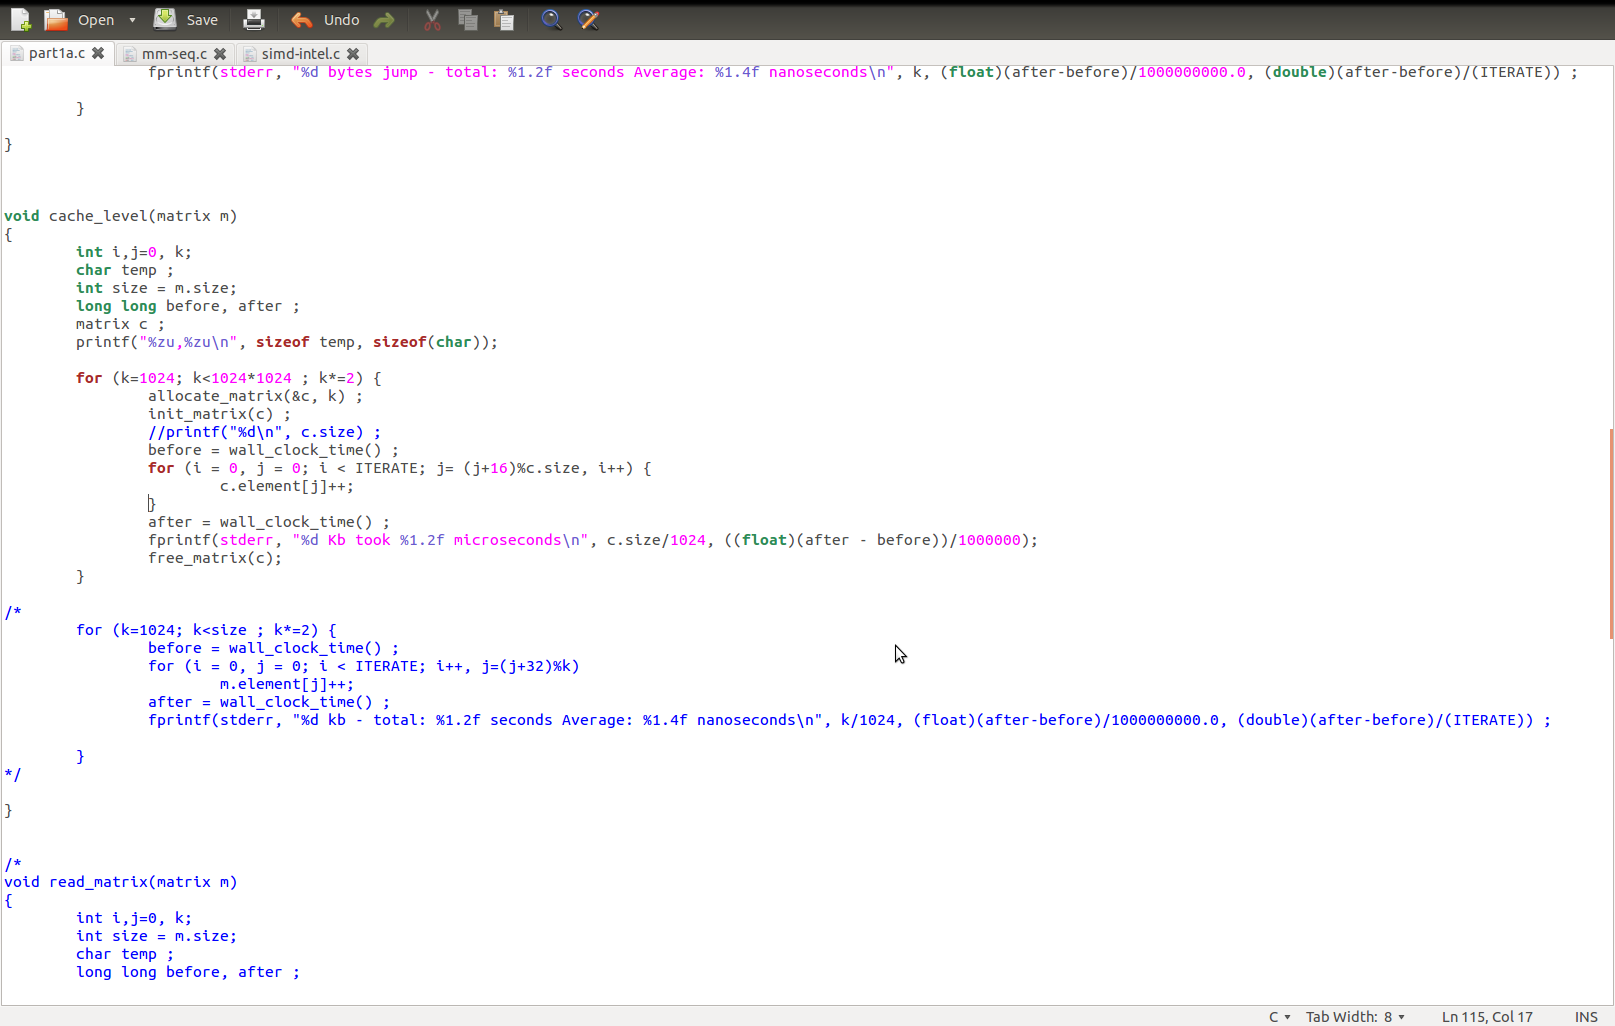 Open Save Undo
part1a.c mm-seq.c simd-intel.c
fprintf(stderr, "%d bytes jump - total: %1.2f seconds Average: %1.4f nanoseconds\n", k, (float)(after-before)/1000000000.0, (double)(after-before)/(ITERATE)) ;
}
}
void cache_level(matrix m)
{
int i,j=0, k;
char temp ;
int size = m.size;
long long before, after ;
matrix c ;
printf("%zu,%zu\n", sizeof temp, sizeof(char));
for (k=1024; k<1024*1024 ; k*=2) {
allocate_matrix(&c, k) ;
init_matrix(c) ;
//printf("%d\n", c.size) ;
before = wall_clock_time() ;
for (i = 0, j = 0; i < ITERATE; j= (j+16)%c.size, i++) {
c.element[j]++;
}
after = wall_clock_time() ;
fprintf(stderr, "%d Kb took %1.2f microseconds\n", c.size/1024, ((float)(after - before))/1000000);
free_matrix(c);
}
/*
for (k=1024; k<size ; k*=2) {
before = wall_clock_time() ;
for (i = 0, j = 0; i < ITERATE; i++, j=(j+32)%k)
m.element[j]++;
after = wall_clock_time() ;
fprintf(stderr, "%d kb - total: %1.2f seconds Average: %1.4f nanoseconds\n", k/1024, (float)(after-before)/1000000000.0, (double)(after-before)/(ITERATE)) ;
}
*/
}
/*
void read_matrix(matrix m)
{
int i,j=0, k;
int size = m.size;
char temp ;
long long before, after ;
C Tab Width: 8 Ln 115, Col 17 INS